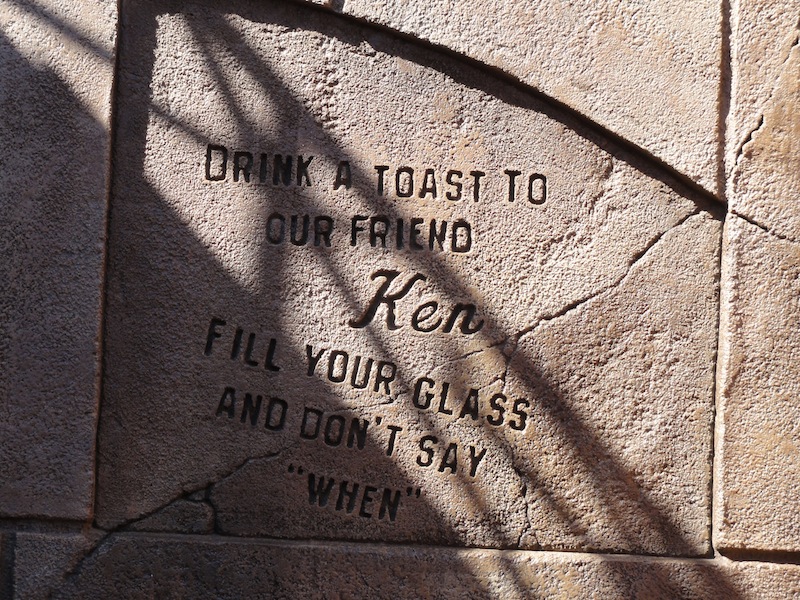 DRINK A TOAST TO
OUR FRIEND
Ken
FILL YOUR GLASS
AND DON'T SAY
"WHEN"